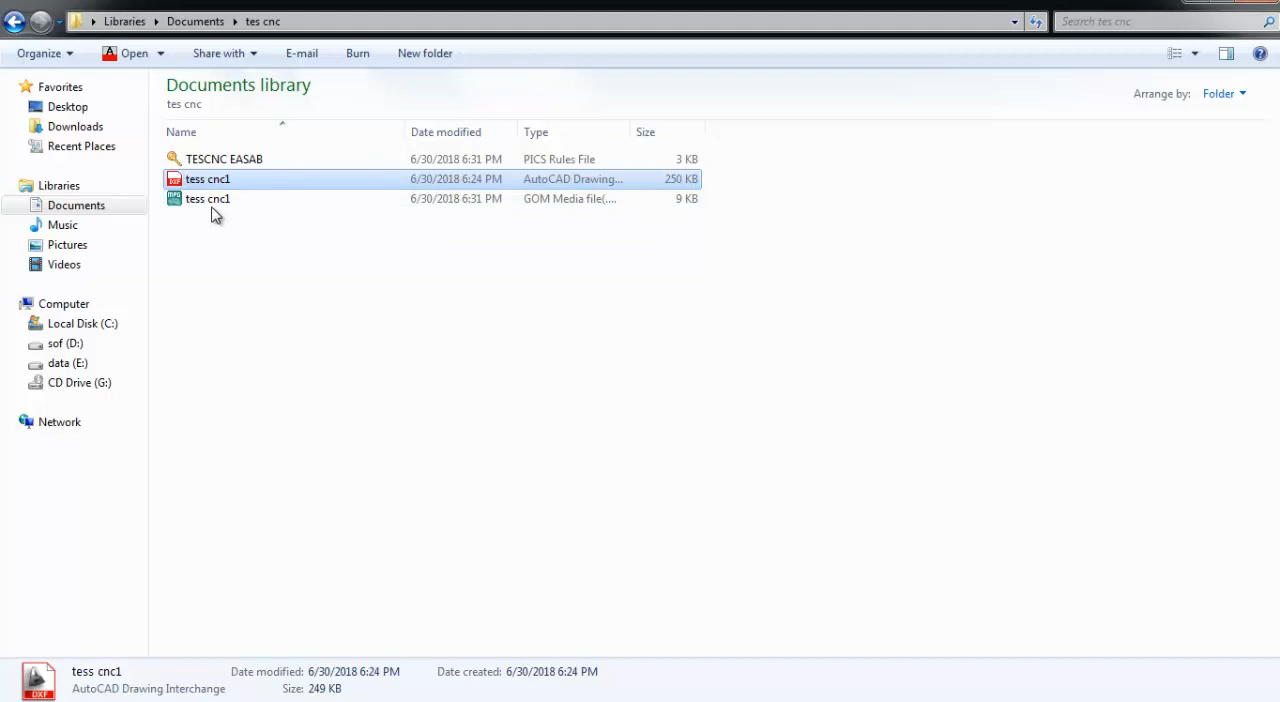 Libraries Documents tes cnc Search tes cnc
Organize Open Share with E-mail Burn New folder
Favorites
Desktop
Downloads
Recent Places
Libraries
Documents
Music
Pictures
Videos
Computer
Local Disk (C:)
sof (D:)
data (E:)
CD Drive (G:)
Network
Documents library
tes cnc
Arrange by: Folder
Name Date modified Type Size
TESCNC EASAB 6/30/2018 6:31 PM PICS Rules File 3 KB
DXF tess cnc1 6/30/2018 6:24 PM AutoCAD Drawing... 250 KB
MPG tess cnc1 6/30/2018 6:31 PM GOM Media file(.... 9 KB
DXF
tess cnc1 Date modified: 6/30/2018 6:24 PM Date created: 6/30/2018 6:24 PM
AutoCAD Drawing Interchange Size: 249 KB